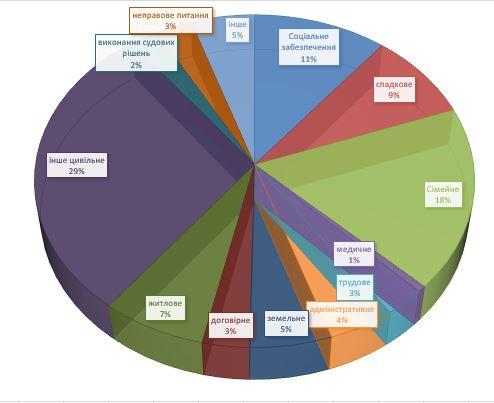 неправове питання
3%
інше
5%
Соціальне
забезпечення
11%
виконання судових
рішень
2%
спадкове
9%
інше цивільне
29%
Сімейне
18%
медичне
1%
трудове
3%
адміністративне
4%
житлове
7%
договірне
3%
земельне
5%